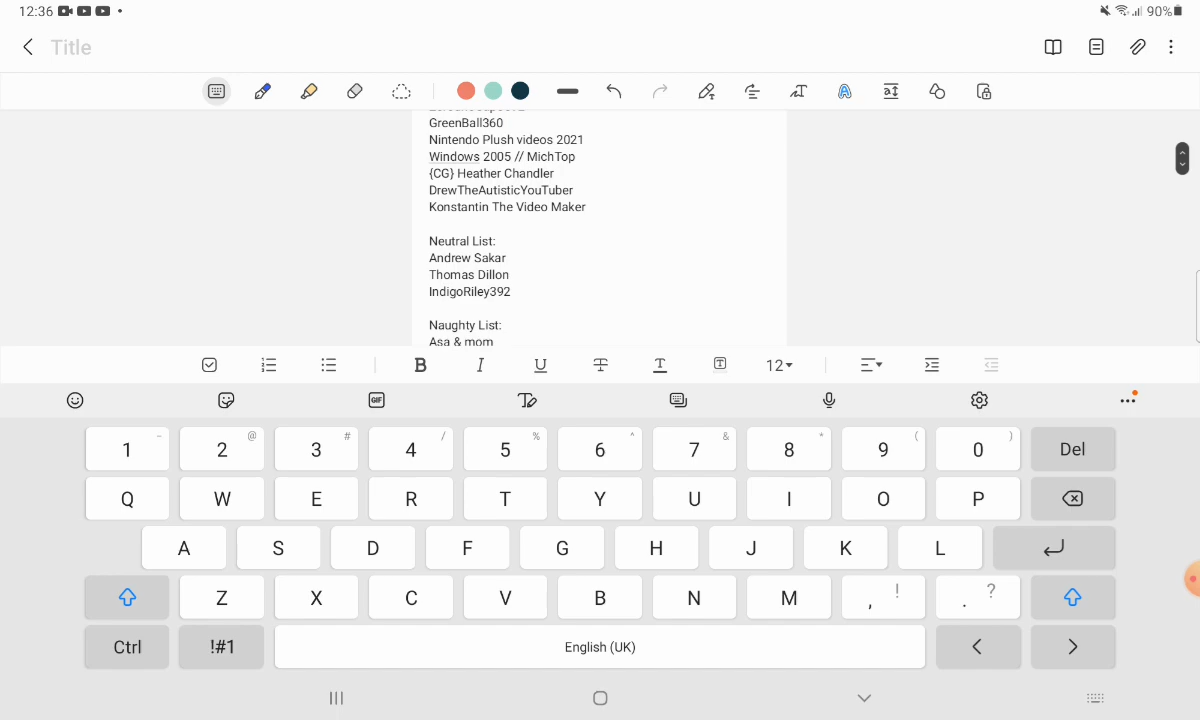 12:36
90%
Title
GreenBall360
Nintendo Plush videos 2021
Windows 2005 // MichTop
{CG} Heather Chandler
DrewTheAutisticYouTuber
Konstantin The Video Maker
Neutral List:
Andrew Sakar
Thomas Dillon
IndigoRiley392
Naughty List:
Asa & mom
B I U T T T 12
GIF
1 - 2 @ 3 # 4 / 5 % 6 ^ 7 & 8 * 9 ( 0 ) Del
Q W E R T Y U I O P
A S D F G H J K L
Z X C V B N M , ! . ?
Ctrl !#1 English (UK) < >